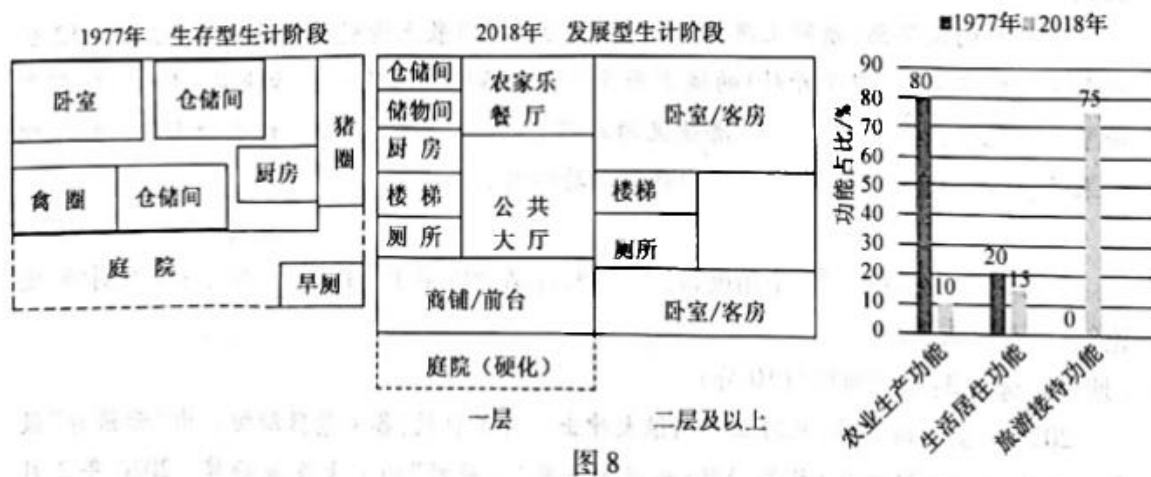 1977年 生存型生计阶段
卧室
仓储间
猪圈
厨房
禽圈
仓储间
庭院
旱厕
2018年 发展型生计阶段
仓储间
储物间
厨房
楼梯
厕所
农家乐
餐厅
公共
大厅
商铺/前台
庭院（硬化）
一层
卧室/客房
楼梯
厕所
卧室/客房
二层及以上
■1977年 ■2018年
功能占比/%
90
80
70
60
50
40
30
20
10
0
80
10
20
15
0
75
农业生产功能
生活居住功能
旅游接待功能
图8